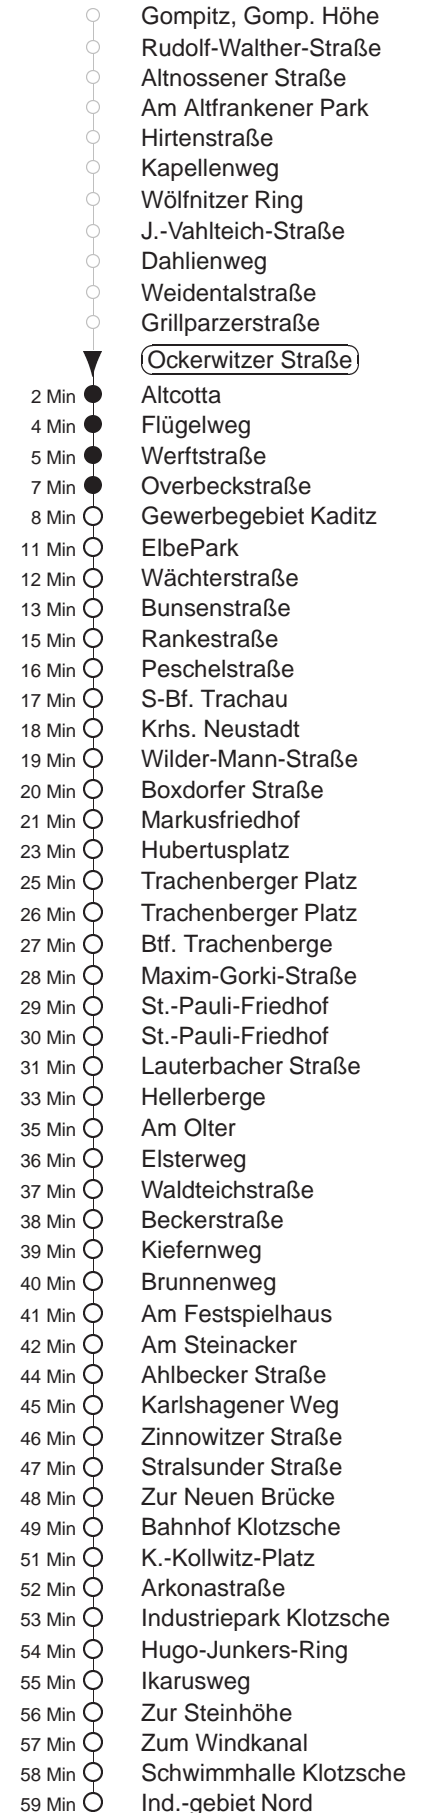 Gompitz, Gomp. Höhe
Rudolf-Walther-Straße
Altnossener Straße
Am Altfrankener Park
Hirtenstraße
Kapellenweg
Wölfnitzer Ring
J.-Vahlteich-Straße
Dahlienweg
Weidentalstraße
Grillparzerstraße
Ockerwitzer Straße
2 Min Altcotta
4 Min Flügelweg
5 Min Werftstraße
7 Min Overbeckstraße
8 Min Gewerbegebiet Kaditz
11 Min ElbePark
12 Min Wächterstraße
13 Min Bunsenstraße
15 Min Rankestraße
16 Min Peschelstraße
17 Min S-Bf. Trachau
18 Min Krhs. Neustadt
19 Min Wilder-Mann-Straße
20 Min Boxdorfer Straße
21 Min Markusfriedhof
23 Min Hubertusplatz
25 Min Trachenberger Platz
26 Min Trachenberger Platz
27 Min Btf. Trachenberge
28 Min Maxim-Gorki-Straße
29 Min St.-Pauli-Friedhof
30 Min St.-Pauli-Friedhof
31 Min Lauterbacher Straße
33 Min Hellerberge
35 Min Am Olter
36 Min Elsterweg
37 Min Waldteichstraße
38 Min Beckerstraße
39 Min Kiefernweg
40 Min Brunnenweg
41 Min Am Festspielhaus
42 Min Am Steinacker
44 Min Ahlbecker Straße
45 Min Karlshagener Weg
46 Min Zinnowitzer Straße
47 Min Stralsunder Straße
48 Min Zur Neuen Brücke
49 Min Bahnhof Klotzsche
51 Min K.-Kollwitz-Platz
52 Min Arkonastraße
53 Min Industriepark Klotzsche
54 Min Hugo-Junkers-Ring
55 Min Ikarusweg
56 Min Zur Steinhöhe
57 Min Zum Windkanal
58 Min Schwimmhalle Klotzsche
59 Min Ind.-gebiet Nord